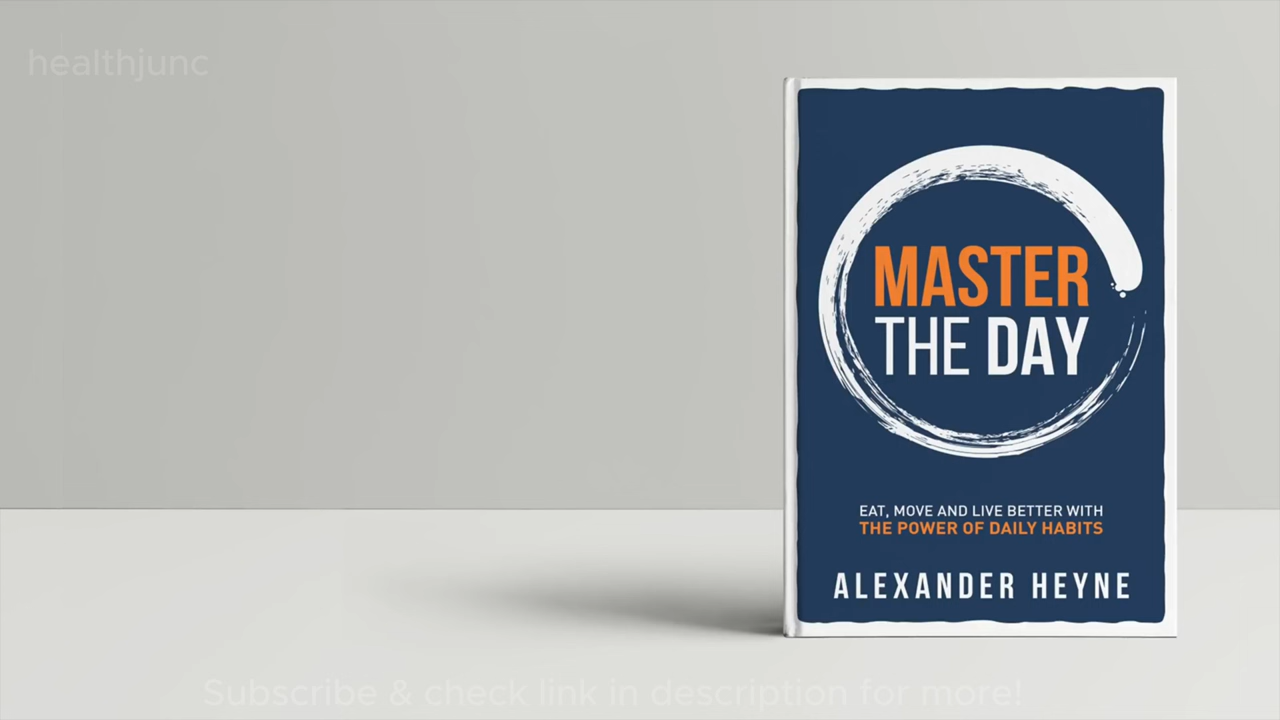 healthjunc
MASTER
THE DAY
EAT, MOVE AND LIVE BETTER WITH
THE POWER OF DAILY HABITS
ALEXANDER HEYNE
Subscribe & check link in description for more!